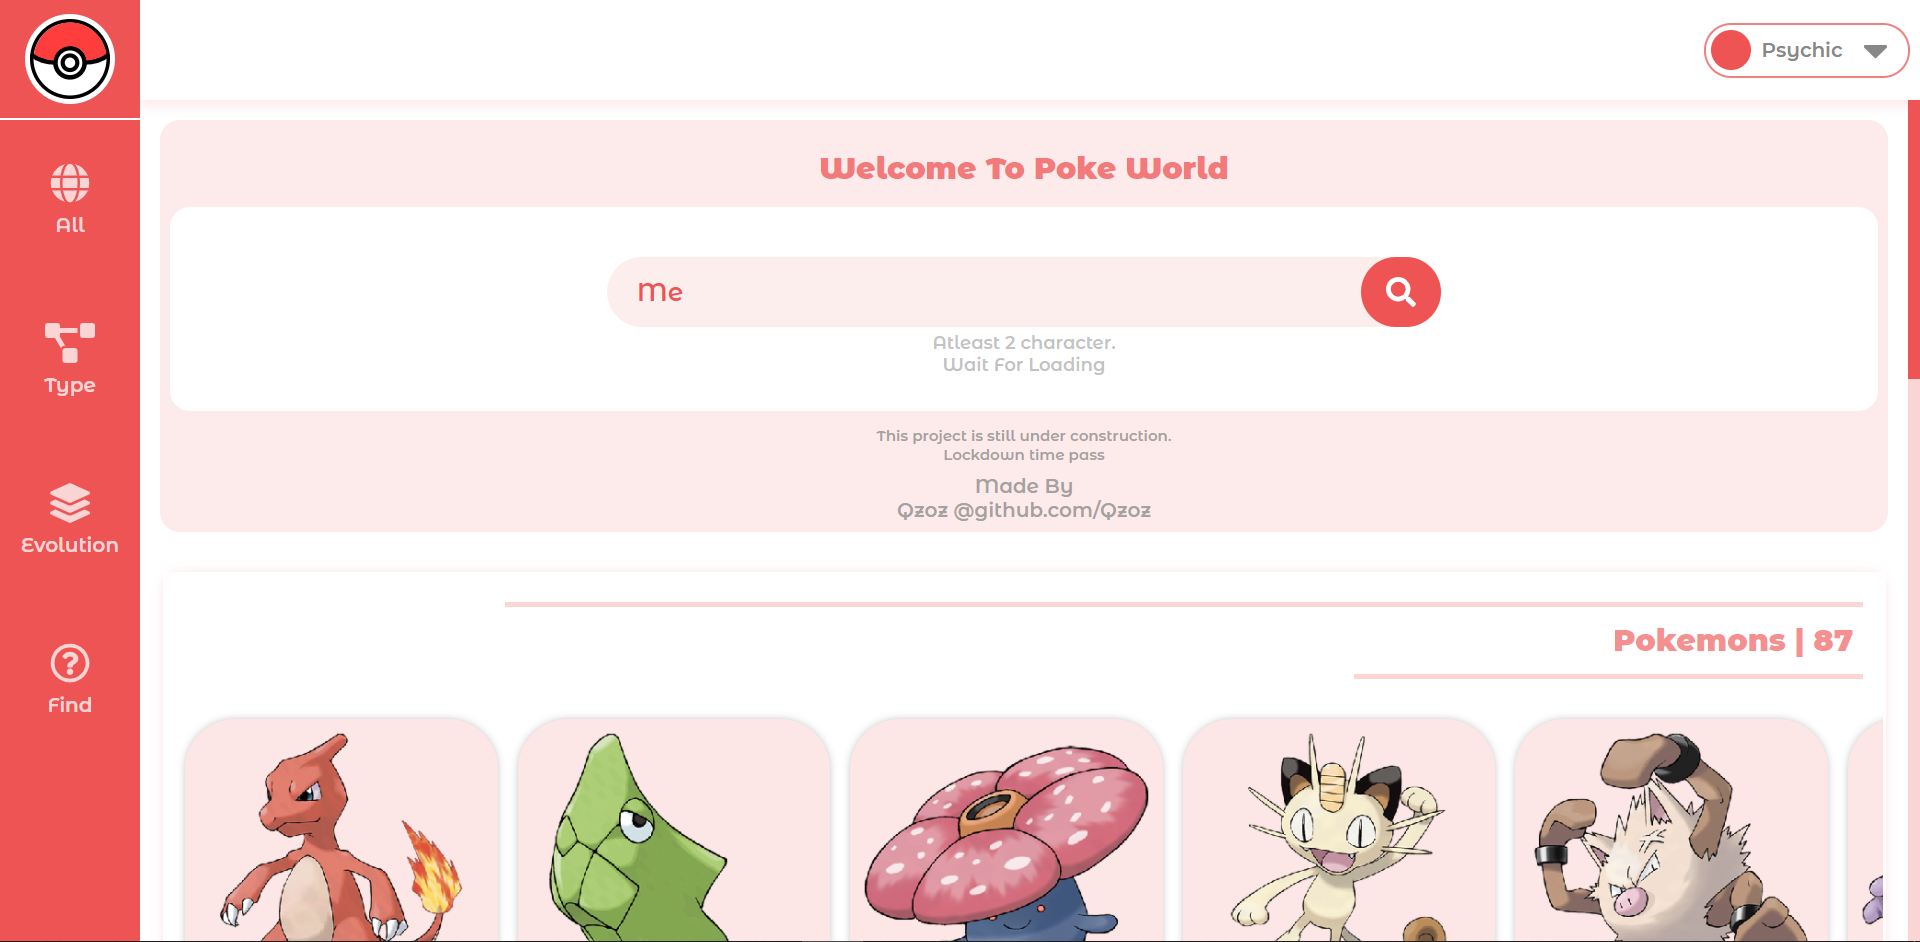 Psychic
All
Type
Evolution
Find
Welcome To Poke World
Me
Atleast 2 character.
Wait For Loading
This project is still under construction.
Lockdown time pass
Made By
Qzoz @github.com/Qzoz
Pokemons | 87